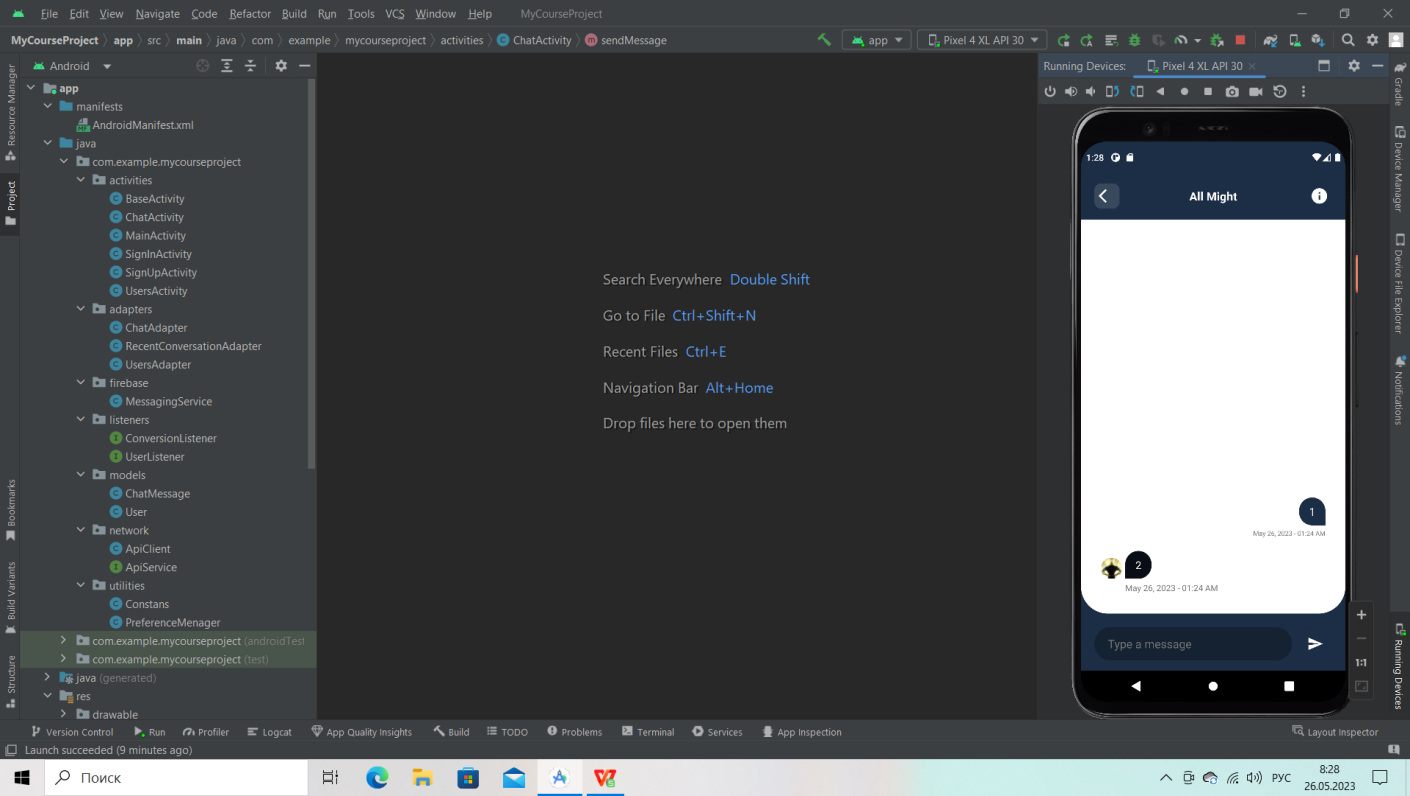 File Edit View Navigate Code Refactor Build Run Tools VCS Window Help MyCourseProject
MyCourseProject app src main java com example mycourseproject activities ChatActivity sendMessage app Pixel 4 XL API 30
Android
Running Devices: Pixel 4 XL API 30
Resource Manager
Project
Bookmarks
Build Variants
Structure
app
manifests
AndroidManifest.xml
java
com.example.mycourseproject
activities
BaseActivity
ChatActivity
MainActivity
SignInActivity
SignUpActivity
UsersActivity
adapters
ChatAdapter
RecentConversationAdapter
UsersAdapter
firebase
MessagingService
listeners
ConversionListener
UserListener
models
ChatMessage
User
network
ApiClient
ApiService
utilities
Constans
PreferenceMenager
com.example.mycourseproject (androidTest
com.example.mycourseproject (test)
java (generated)
res
drawable
Search Everywhere Double Shift
Go to File Ctrl+Shift+N
Recent Files Ctrl+E
Navigation Bar Alt+Home
Drop files here to open them
1:28
All Might
1
May 26, 2023 - 01:24 AM
2
May 26, 2023 - 01:24 AM
Type a message
1:1
Gradle
Device Manager
Device File Explorer
Notifications
Running Devices
Version Control Run Profiler Logcat App Quality Insights Build TODO Problems Terminal Services App Inspection Layout Inspector
Launch succeeded (9 minutes ago)
Поиск
РУС
8:28
26.05.2023